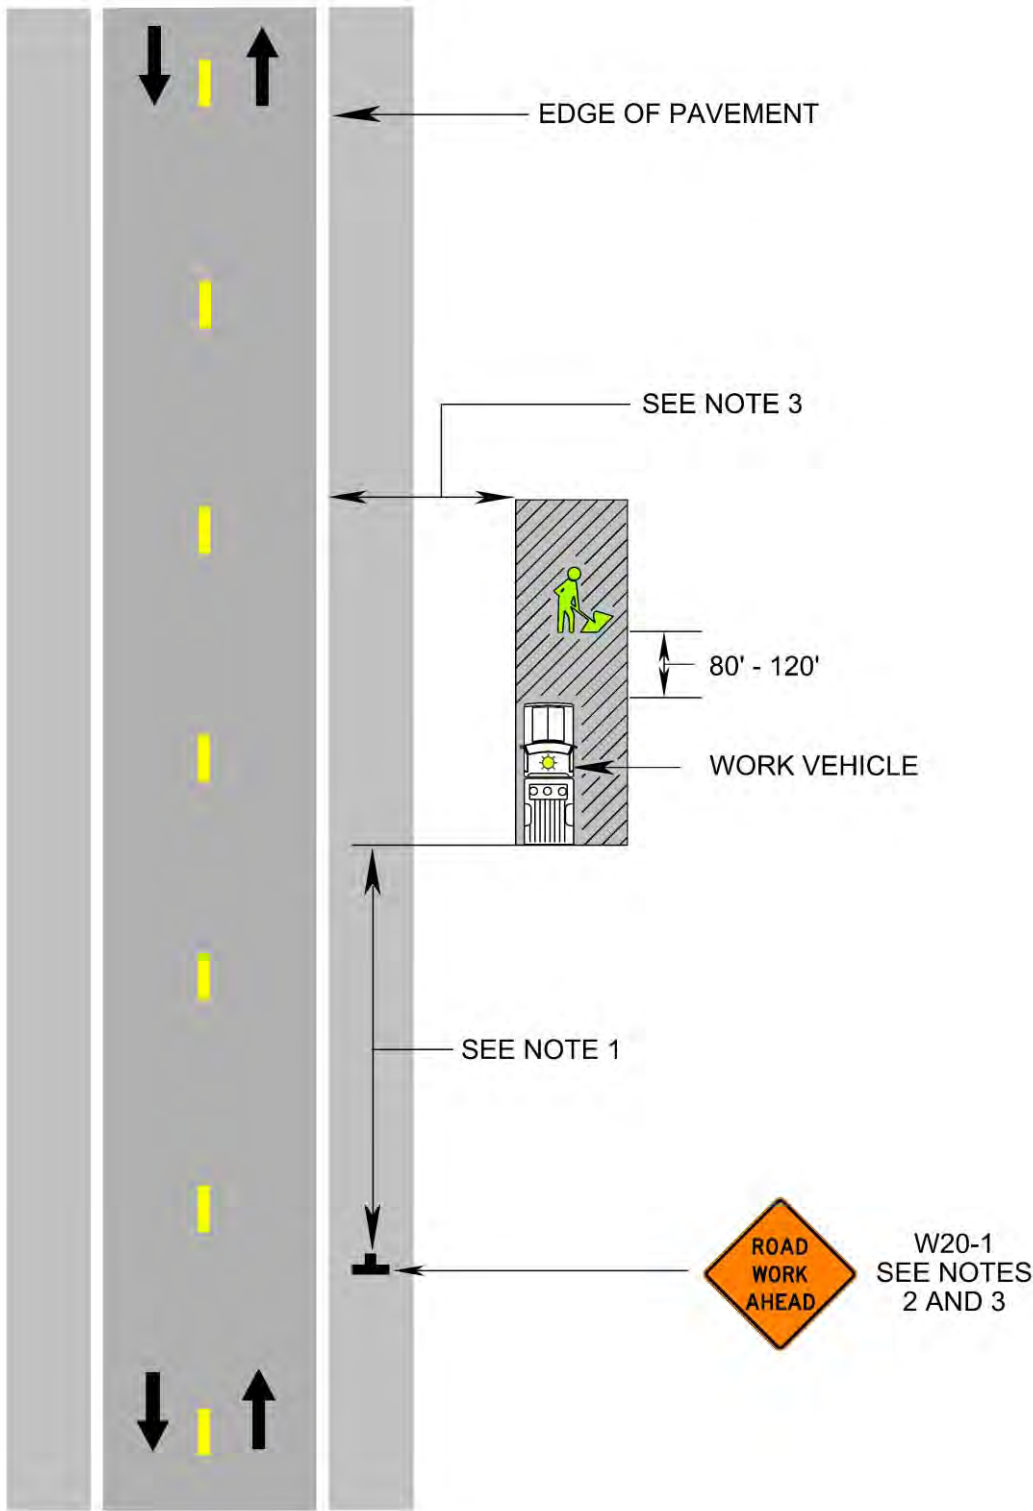 EDGE OF PAVEMENT
SEE NOTE 3
80' - 120'
WORK VEHICLE
SEE NOTE 1
ROAD
WORK
AHEAD
W20-1
SEE NOTES
2 AND 3